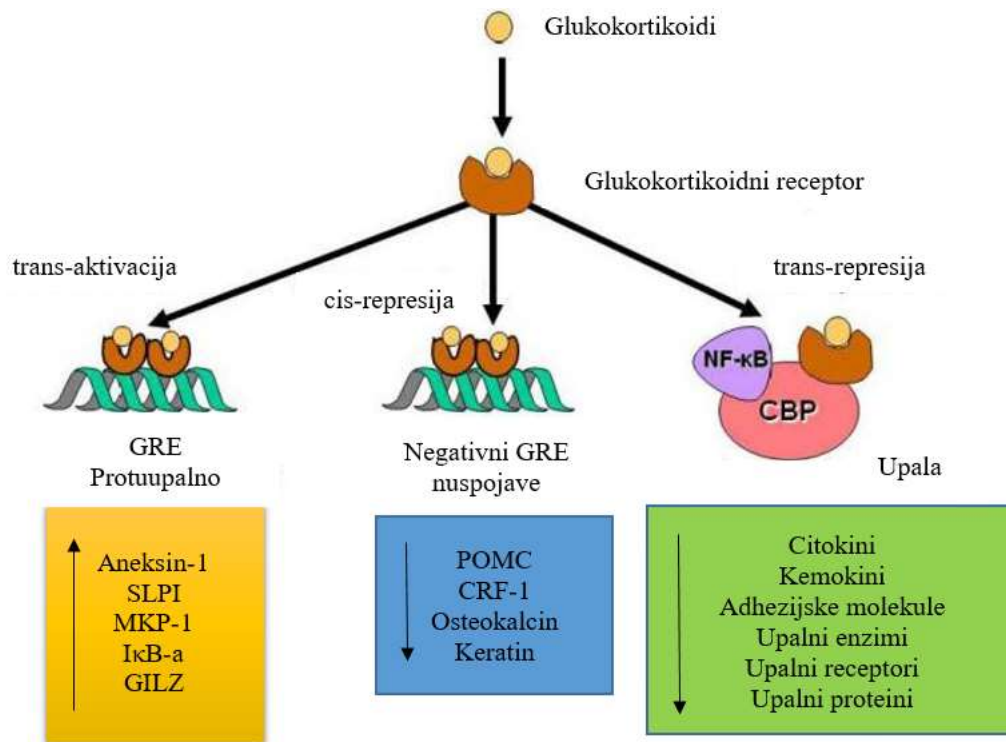 Glukokortikoidi
Glukokortikoidni receptor
trans-aktivacija
cis-represija
trans-represija
NF-κB
CBP
GRE
Protuupalno
Negativni GRE
nuspojave
Upala
Aneksin-1
SLPI
MKP-1
IκB-a
GILZ
POMC
CRF-1
Osteokalcin
Keratin
Citokini
Kemokini
Adhezijske molekule
Upalni enzimi
Upalni receptori
Upalni proteini